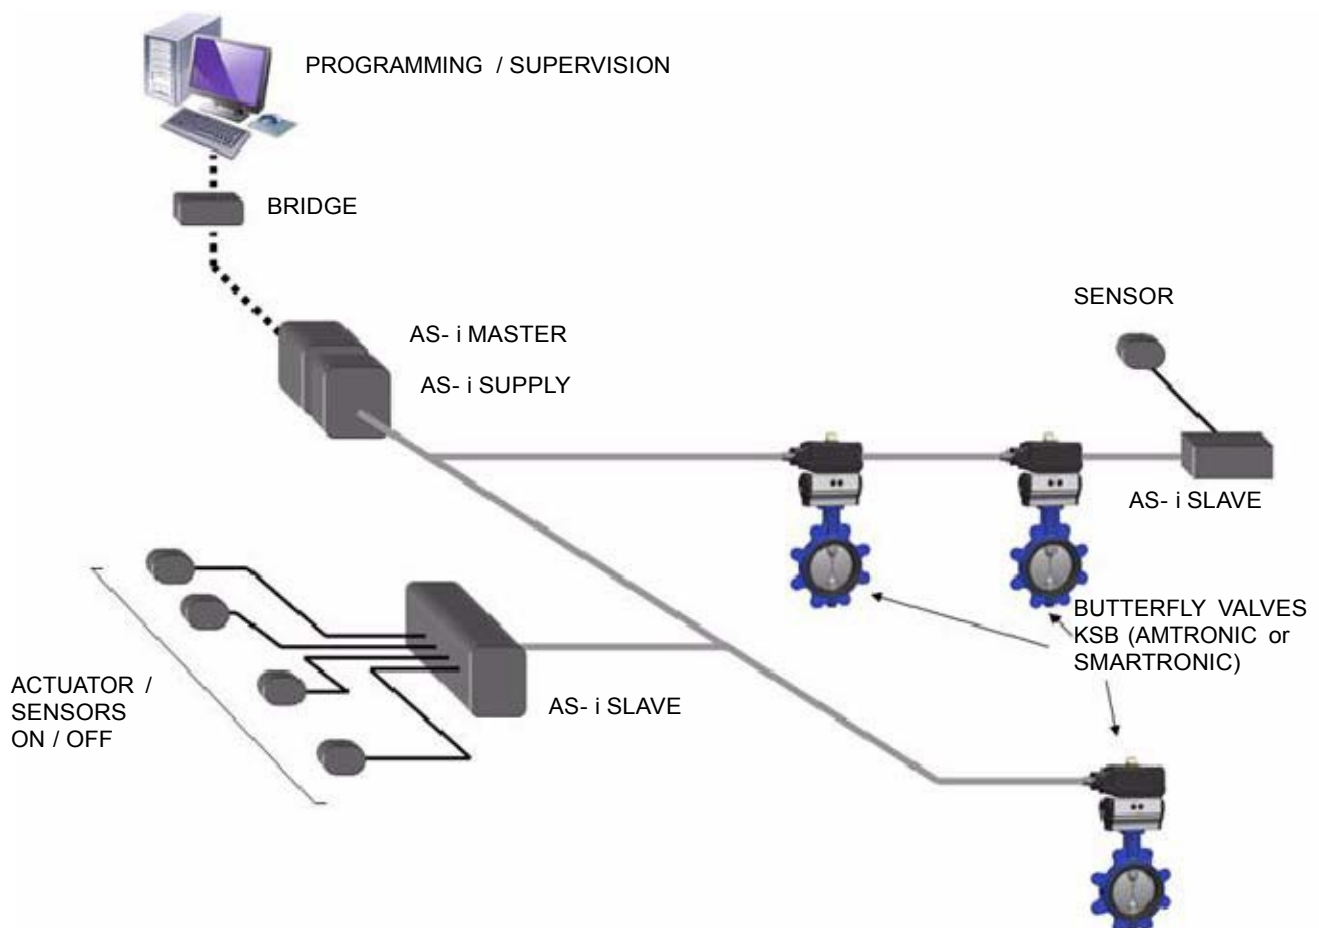 PROGRAMMING / SUPERVISION
BRIDGE
SENSOR
AS- i MASTER
AS- i SUPPLY
AS- i SLAVE
BUTTERFLY VALVES
KSB (AMTRONIC or
SMARTRONIC)
ACTUATOR /
SENSORS
ON / OFF
AS- i SLAVE